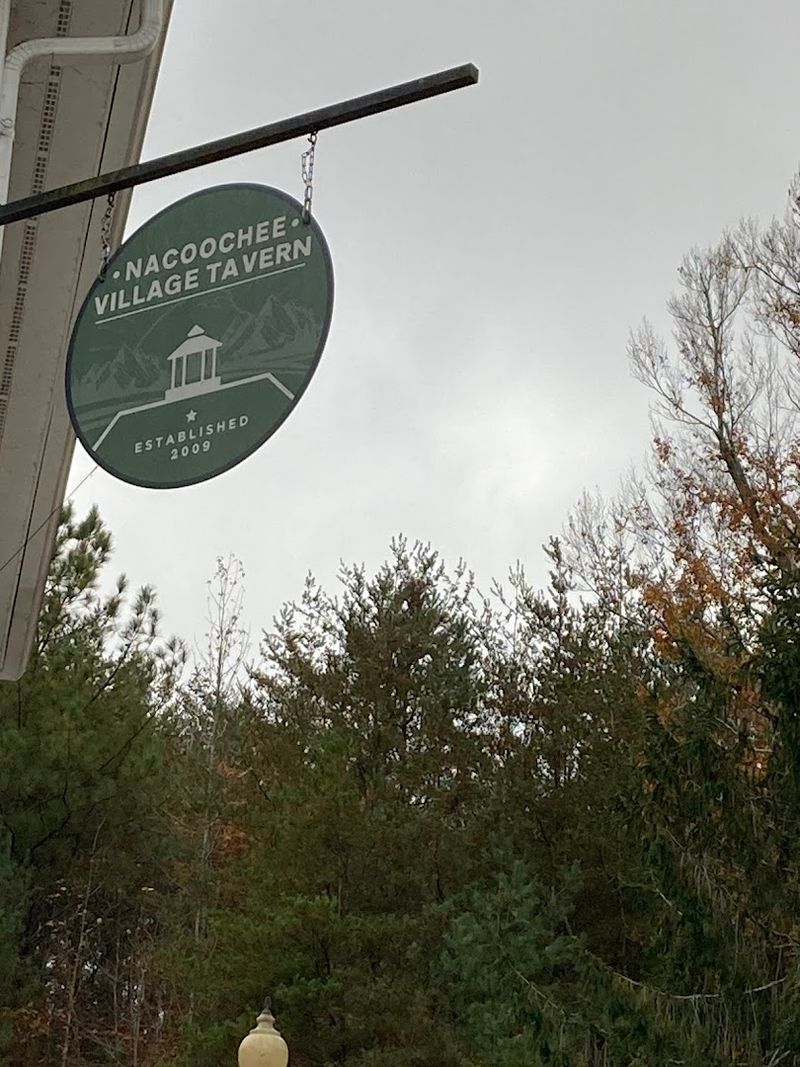 • NACOOCHEE •
VILLAGE TAVERN
ESTABLISHED
2009